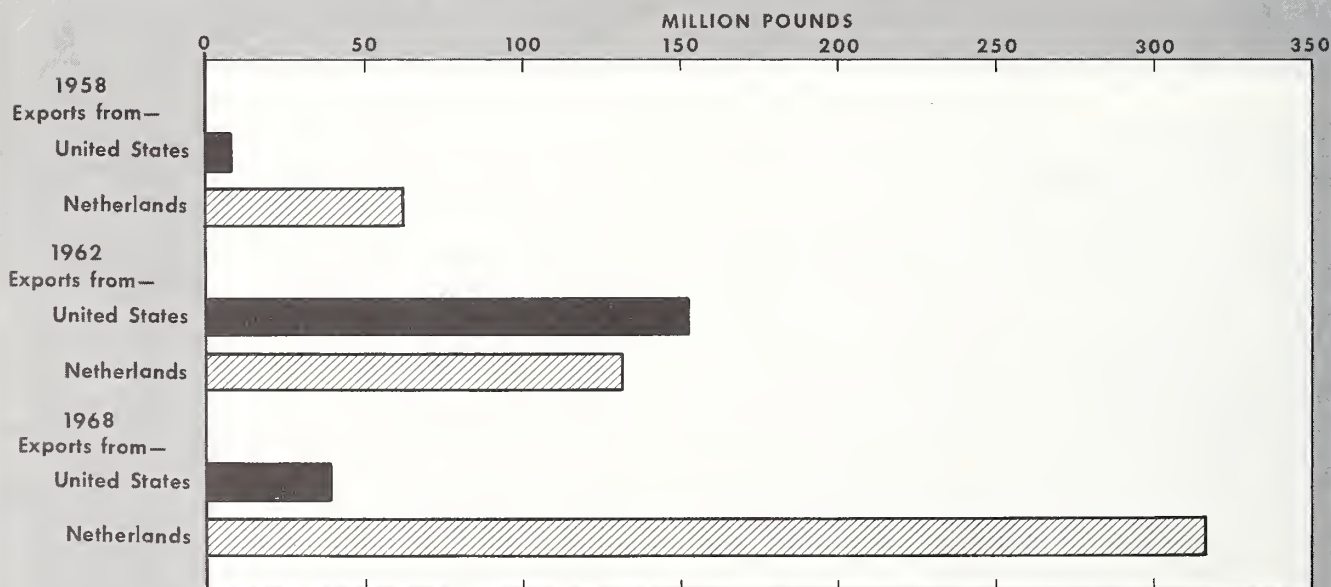 MILLION POUNDS
0 50 100 150 200 250 300 350
1958
Exports from—
United States
Netherlands
1962
Exports from—
United States
Netherlands
1968
Exports from—
United States
Netherlands